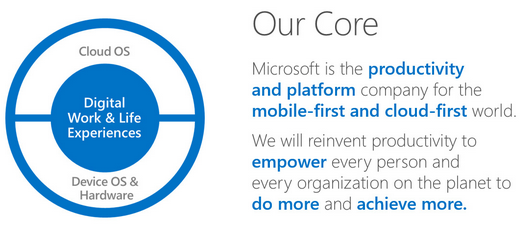 Cloud OS
Digital
Work & Life
Experiences
Device OS &
Hardware
Our Core
Microsoft is the productivity
and platform company for the
mobile-first and cloud-first world.
We will reinvent productivity to
empower every person and
every organization on the planet to
do more and achieve more.